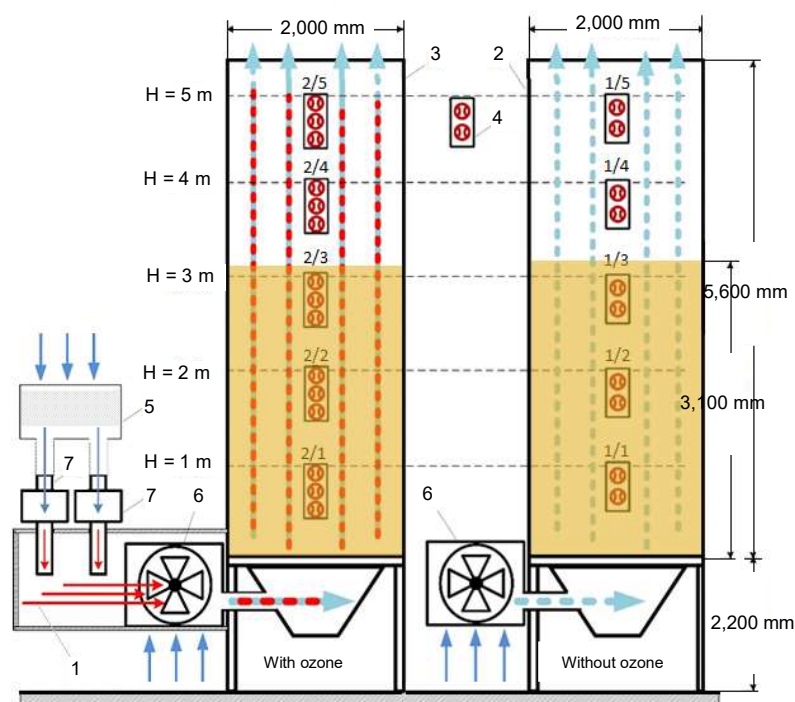 2,000 mm
2,000 mm
3
2
H = 5 m
2/5
4
1/5
H = 4 m
2/4
1/4
H = 3 m
2/3
1/3
5,600 mm
H = 2 m
2/2
1/2
5
3,100 mm
H = 1 m
2/1
1/1
7
7
6
6
1
With ozone
Without ozone
2,200 mm